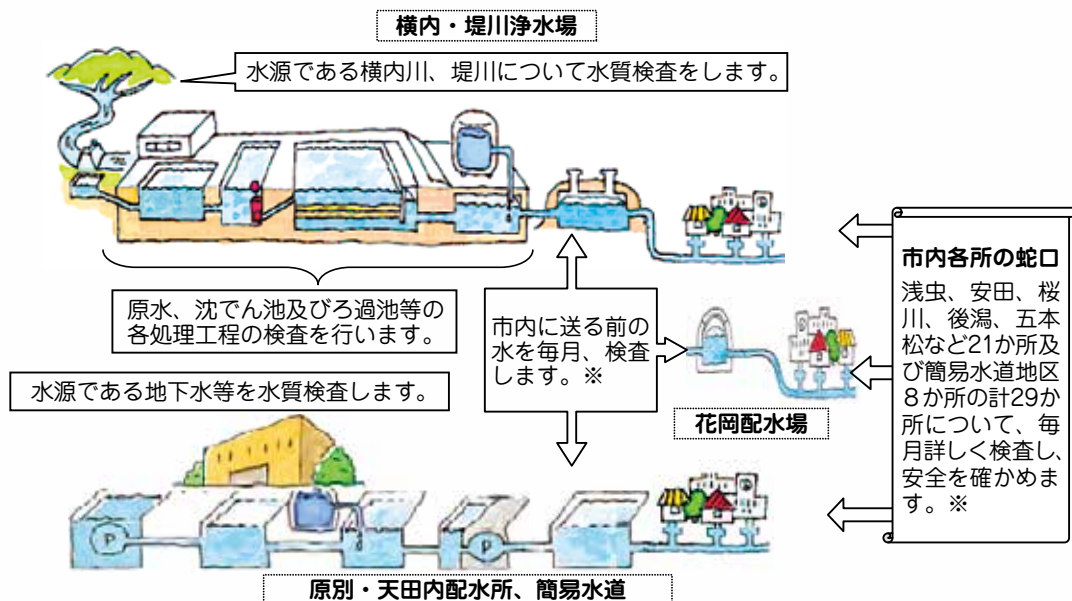 横内・堤川浄水場
水源である横内川、堤川について水質検査をします。
原水、沈でん池及びろ過池等の
各処理工程の検査を行います。
市内に送る前の
水を毎月、検査
します。※
花岡配水場
市内各所の蛇口
浅虫、安田、桜
川、後潟、五本
松など21か所及
び簡易水道地区
８か所の計29か
所について、毎
月詳しく検査し、
安全を確かめま
す。※
水源である地下水等を水質検査します。
P
P
原別・天田内配水所、簡易水道